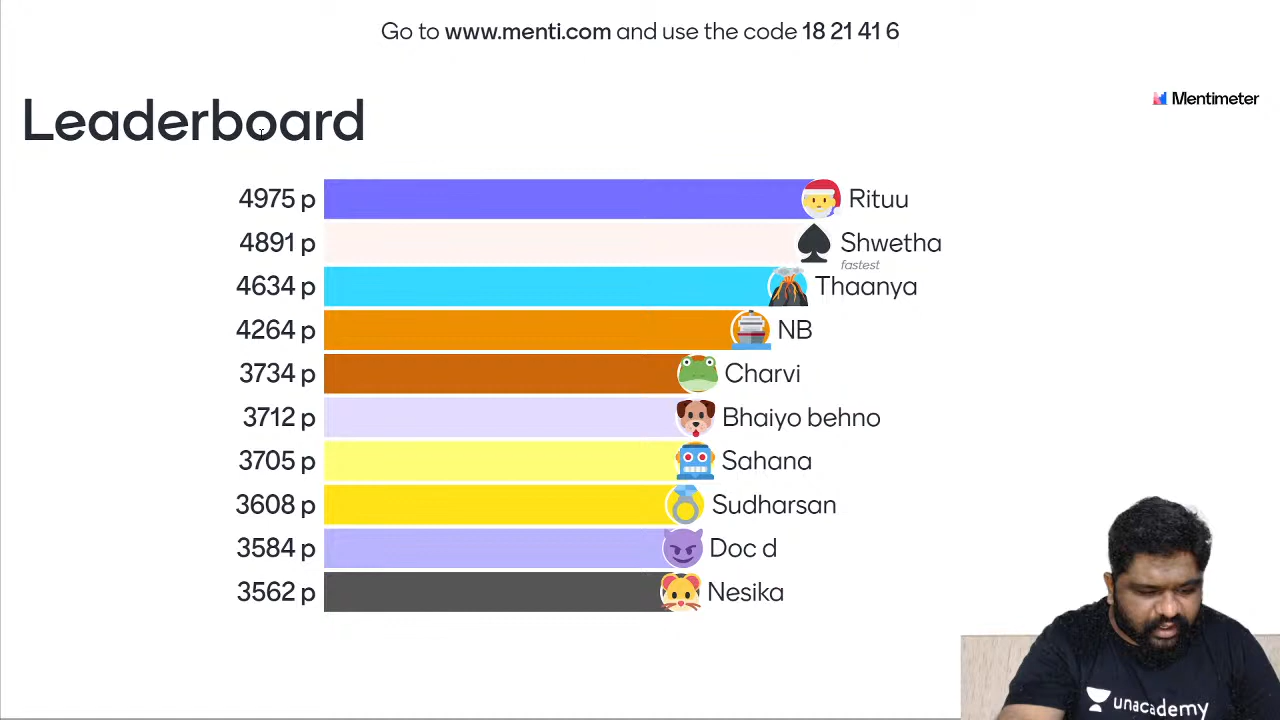 Go to www.menti.com and use the code 18 21 41 6
Mentimeter
Leaderboard
4975 p Rituu
4891 p Shwetha
fastest
4634 p Thaanya
4264 p NB
3734 p Charvi
3712 p Bhaiyo behno
3705 p Sahana
3608 p Sudharsan
3584 p Doc d
3562 p Nesika
unacademy